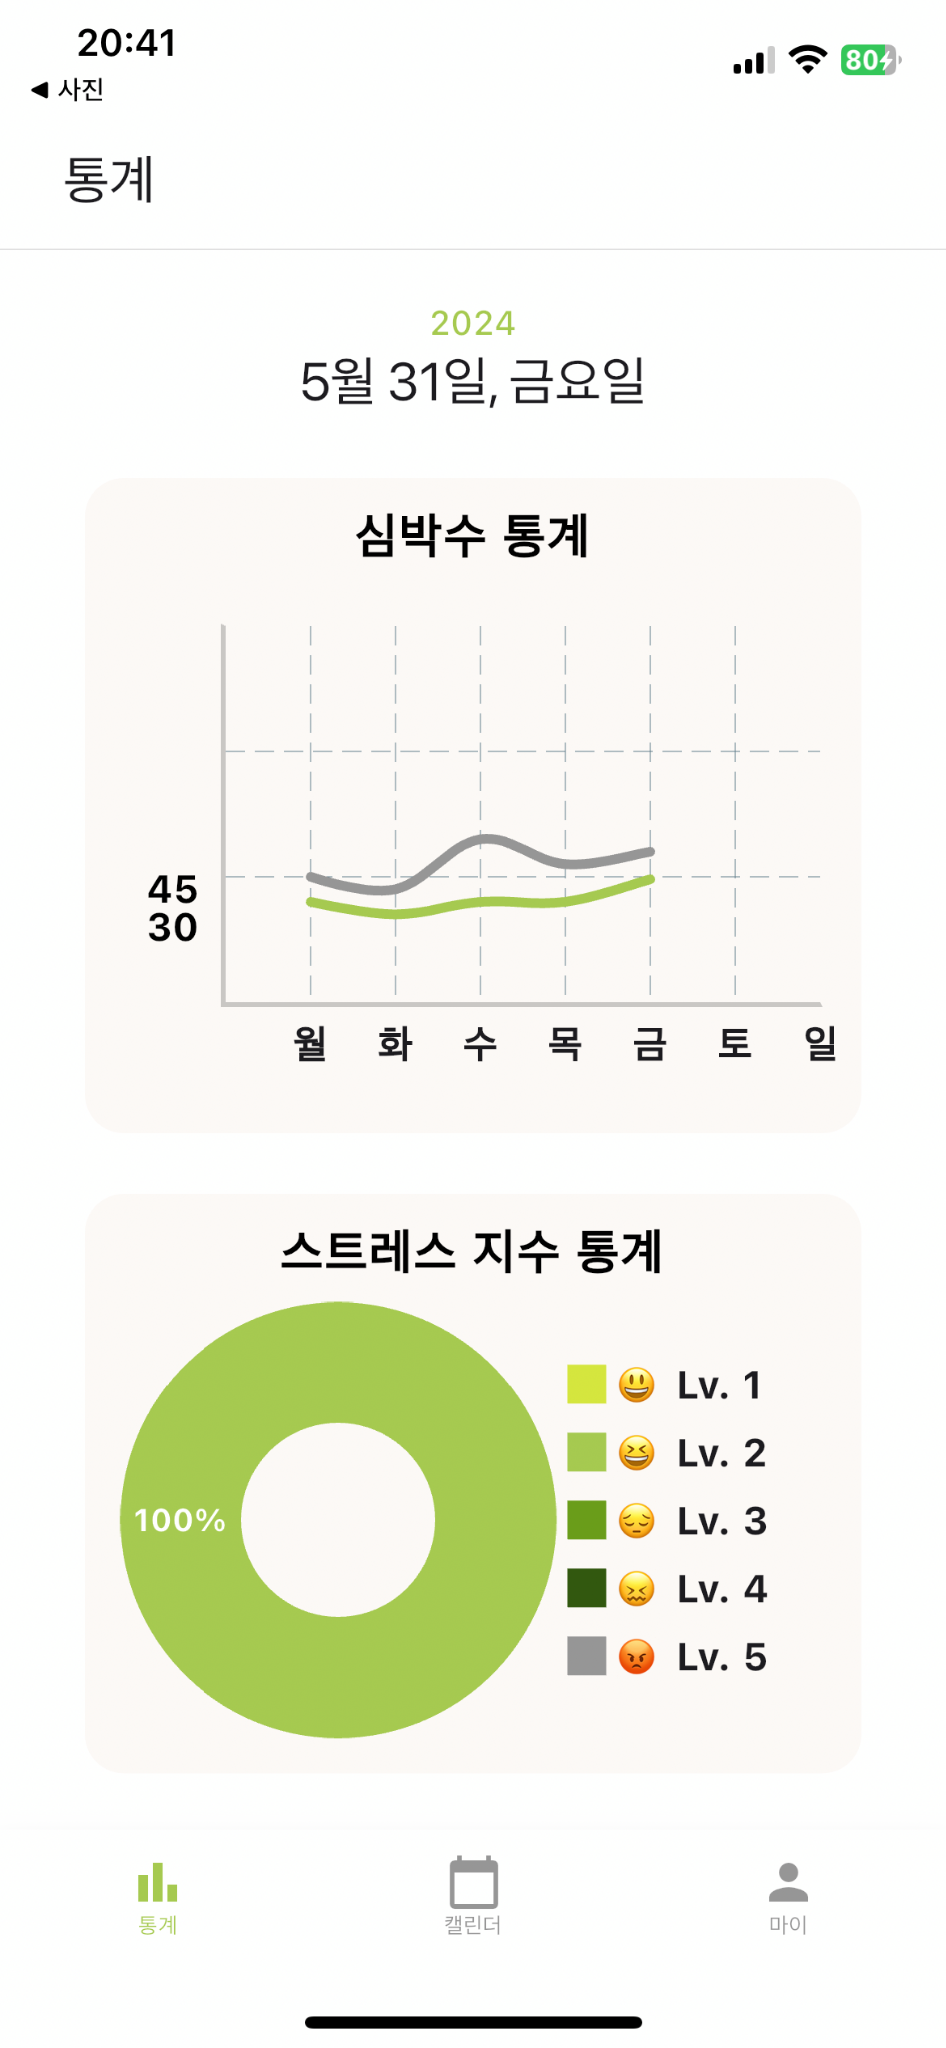 20:41
80
◀ 사진
통계
2024
5월 31일, 금요일
심박수 통계
45
30
월 화 수 목 금 토 일
스트레스 지수 통계
100%
😃 Lv. 1
😆 Lv. 2
😔 Lv. 3
😖 Lv. 4
😡 Lv. 5
통계 캘린더 마이